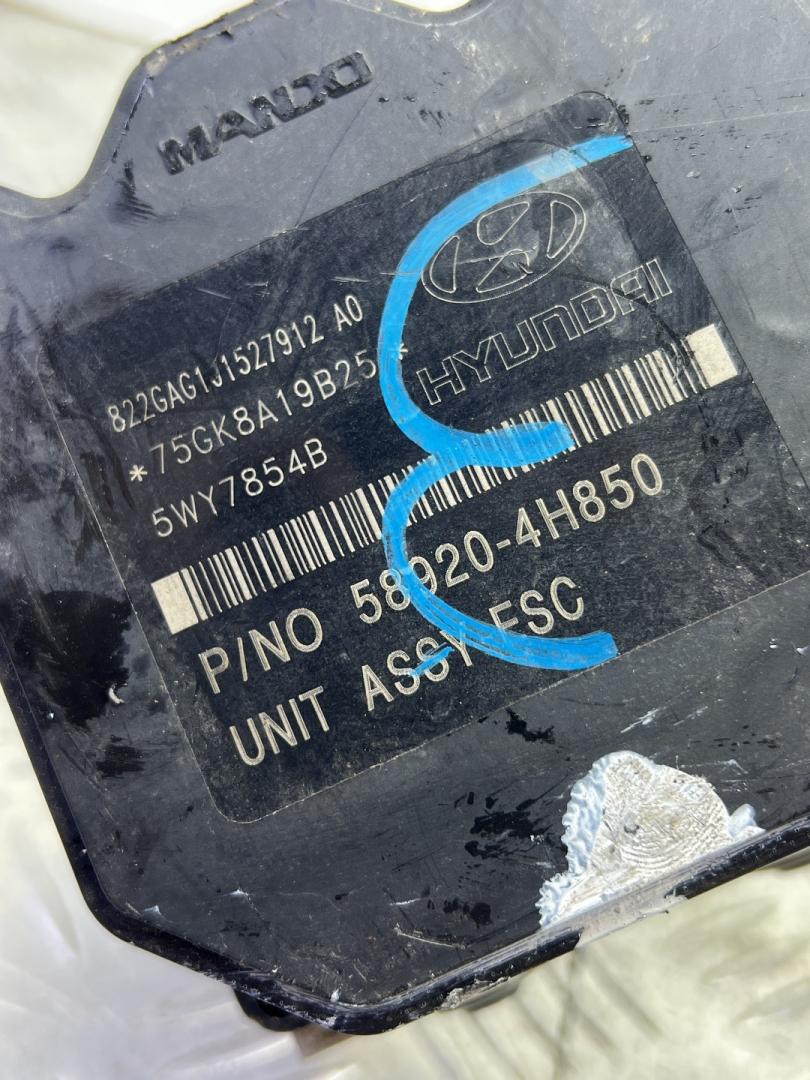 MANDO
822GAG1J1527912 A0
*75GK8A19B25
5WY7854B
HYUNDAI
P/NO 58920-4H850
UNIT ASSY-ESC